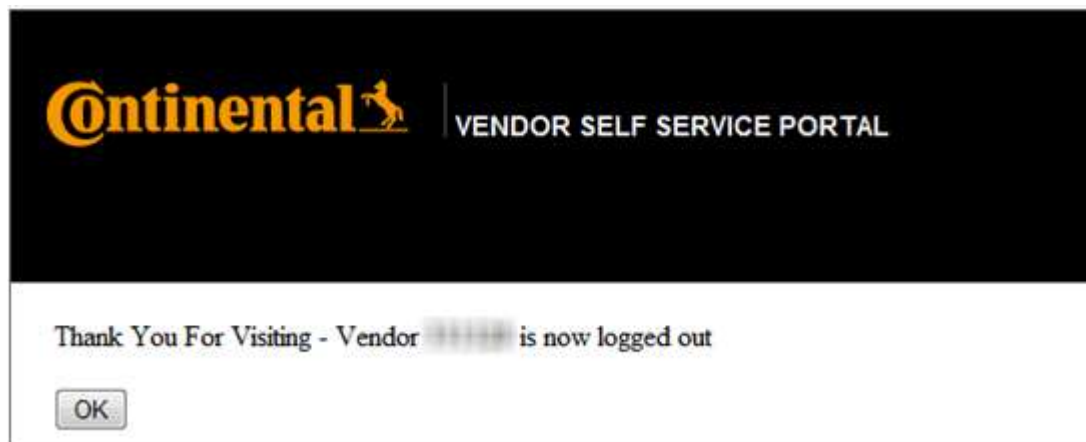 Continental
VENDOR SELF SERVICE PORTAL
Thank You For Visiting - Vendor is now logged out
OK